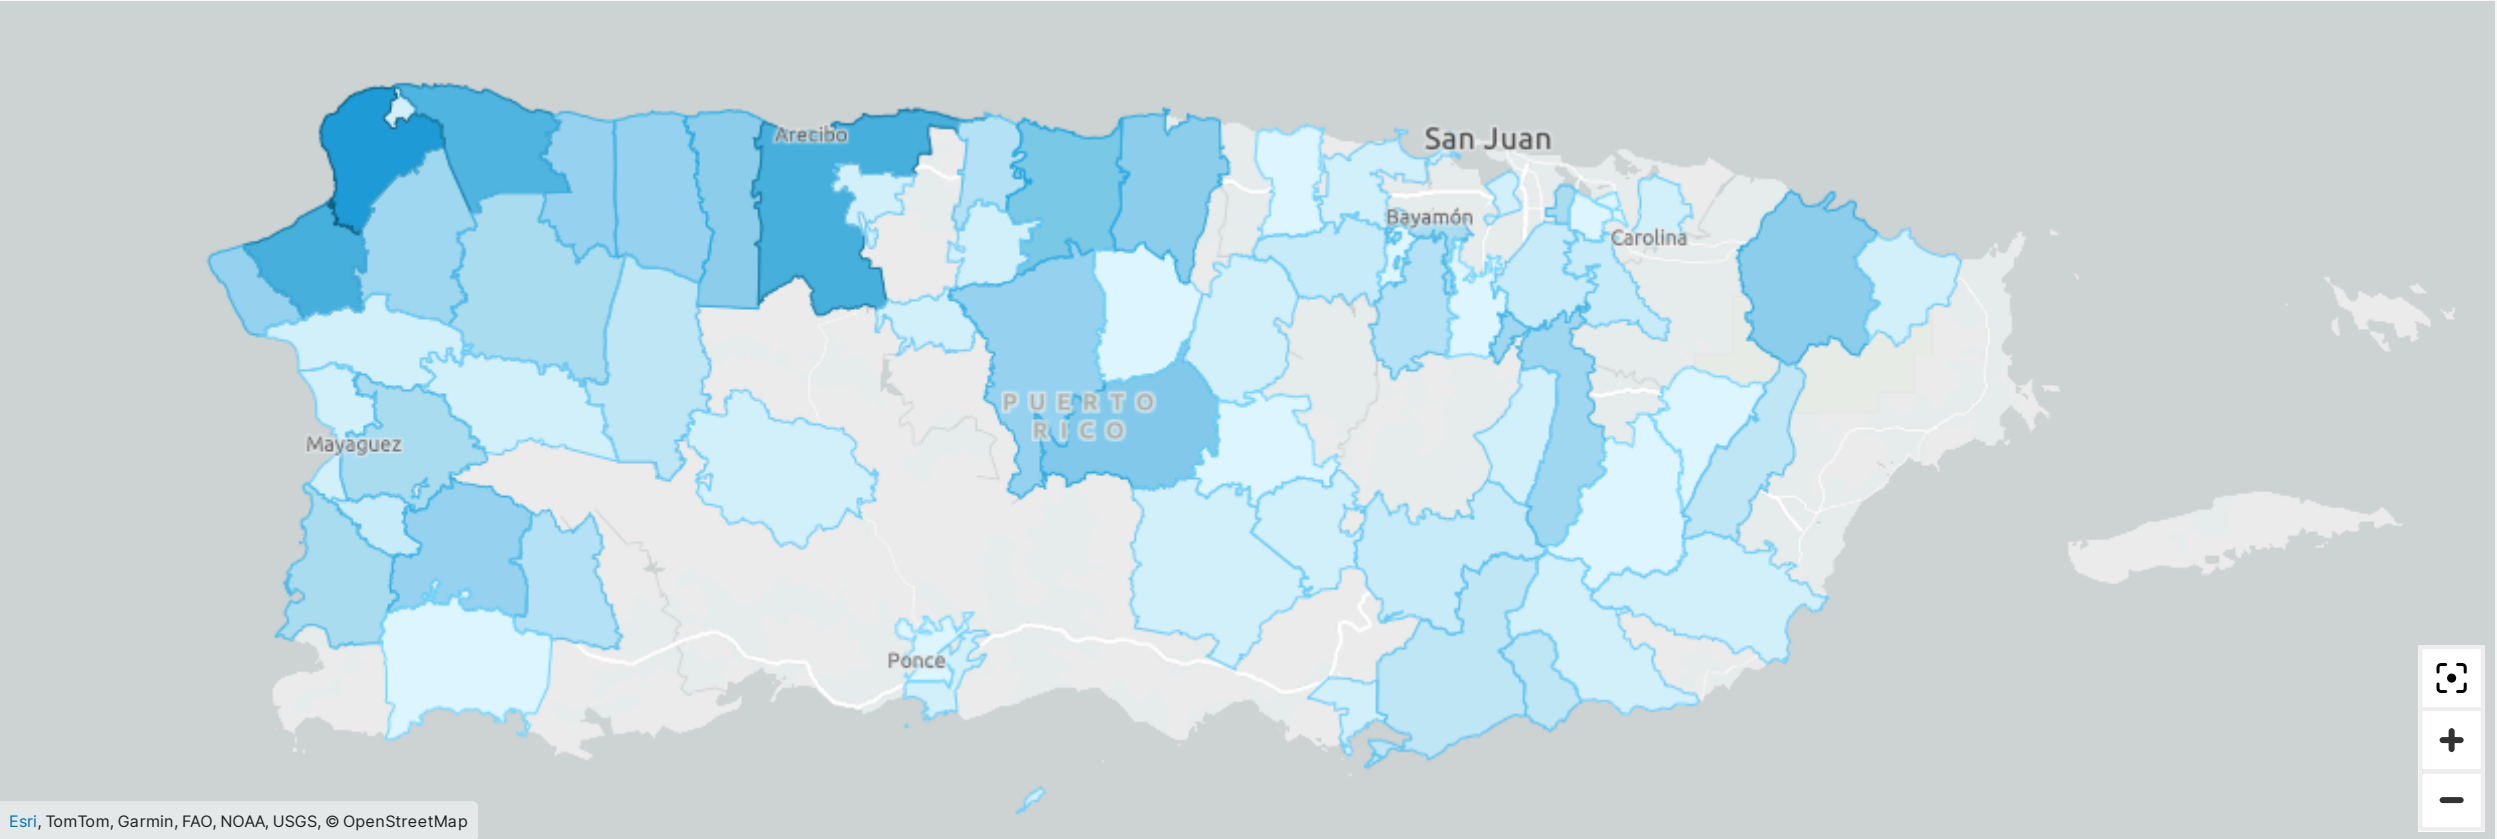 San Juan
Arecibo
Bayamón
Carolina
PUERTO
RICO
Mayaguez
Ponce
Esri, TomTom, Garmin, FAO, NOAA, USGS, © OpenStreetMap